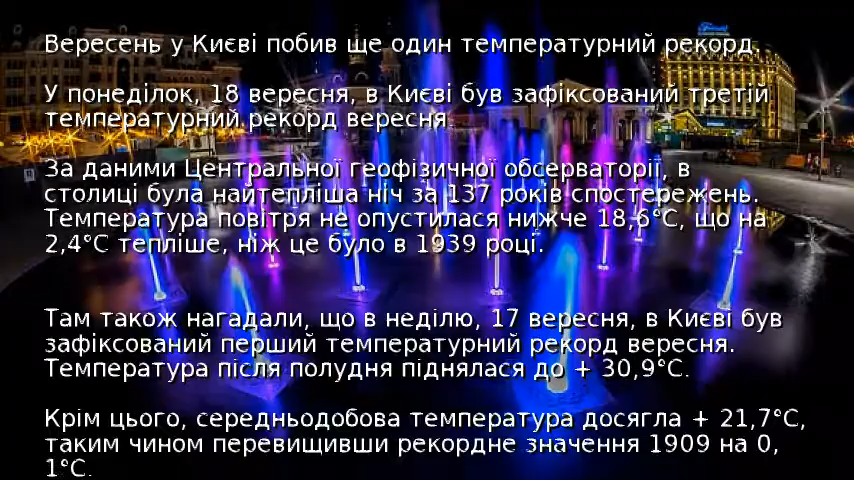 Вересень у Києві побив ще один температурний рекорд.
У понеділок, 18 вересня, в Києві був зафіксований третій
температурний рекорд вересня.
За даними Центральної геофізичної обсерваторії, в
столиці була найтепліша ніч за 137 років спостережень.
Температура повітря не опустилася нижче 18,6°C, що на
2,4°C тепліше, ніж це було в 1939 році.
Там також нагадали, що в неділю, 17 вересня, в Києві був
зафіксований перший температурний рекорд вересня.
Температура після полудня піднялася до + 30,9°C.
Крім цього, середньодобова температура досягла + 21,7°C,
таким чином перевищивши рекордне значення 1909 на 0,
1°C.